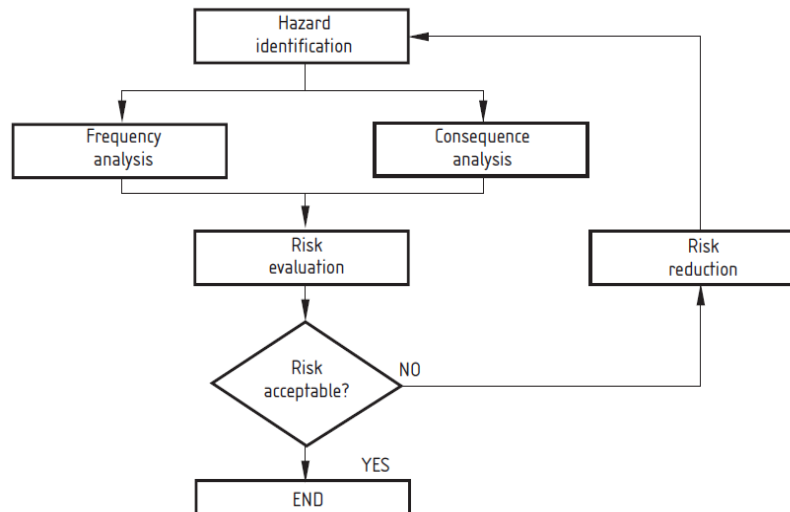 Hazard
identification
Frequency
analysis
Consequence
analysis
Risk
evaluation
Risk
reduction
Risk
acceptable?
NO
YES
END